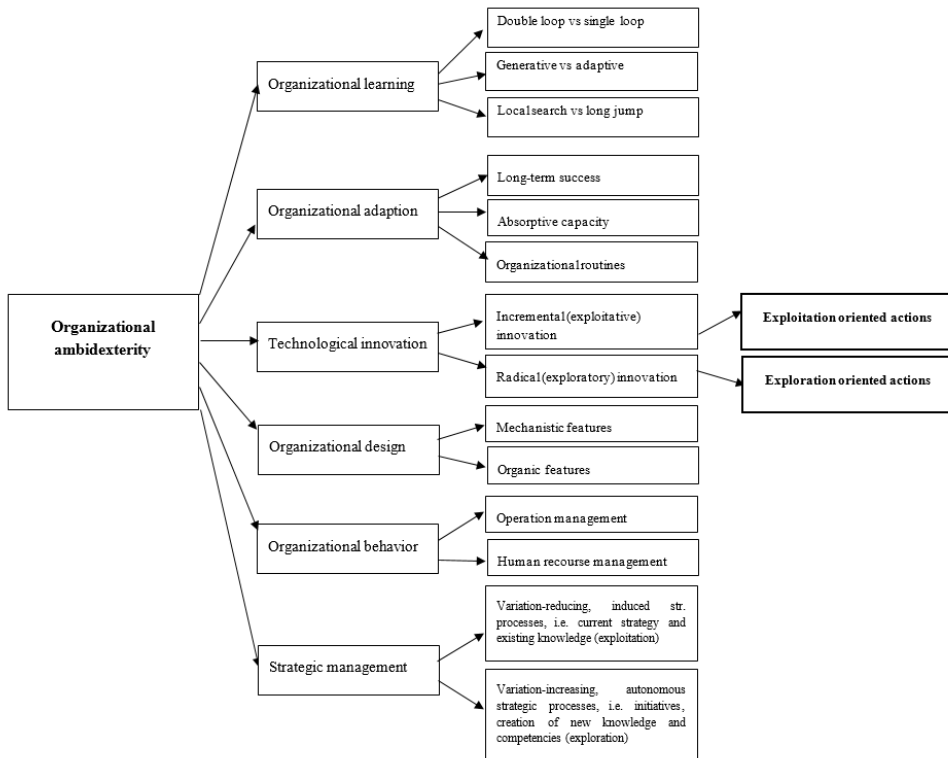 Double loop vs single loop
Organizational learning
Generative vs adaptive
Local search vs long jump
Long-term success
Organizational adaption
Absorptive capacity
Organizational routines
Organizational
ambidexterity
Technological innovation
Incremental (exploitative)
innovation
Exploitation oriented actions
Radical (exploratory) innovation
Exploration oriented actions
Organizational design
Mechanistic features
Organic features
Organizational behavior
Operation management
Human recourse management
Strategic management
Variation-reducing, induced str.
processes, i.e. current strategy and
existing knowledge (exploitation)
Variation-increasing, autonomous
strategic processes, i.e. initiatives,
creation of new knowledge and
competencies (exploration)